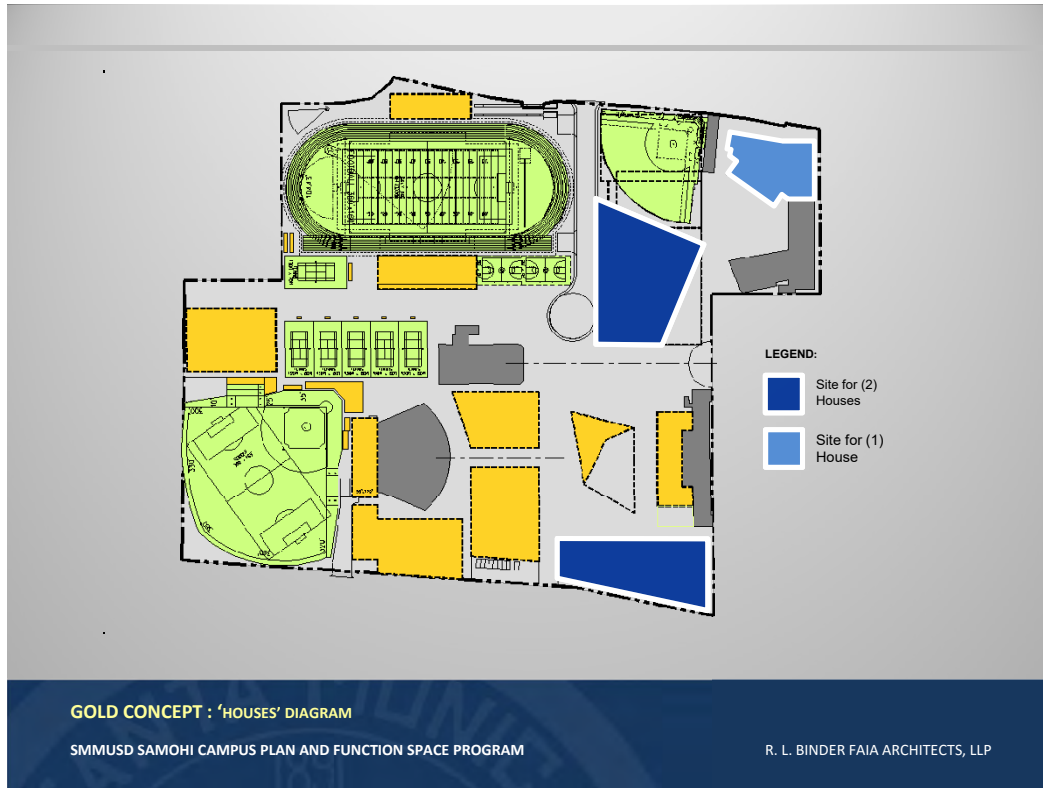 LEGEND:
Site for (2)
Houses
Site for (1)
House
GOLD CONCEPT : ‘HOUSES’ DIAGRAM
SMMUSD SAMOHI CAMPUS PLAN AND FUNCTION SPACE PROGRAM
R. L. BINDER FAIA ARCHITECTS, LLP